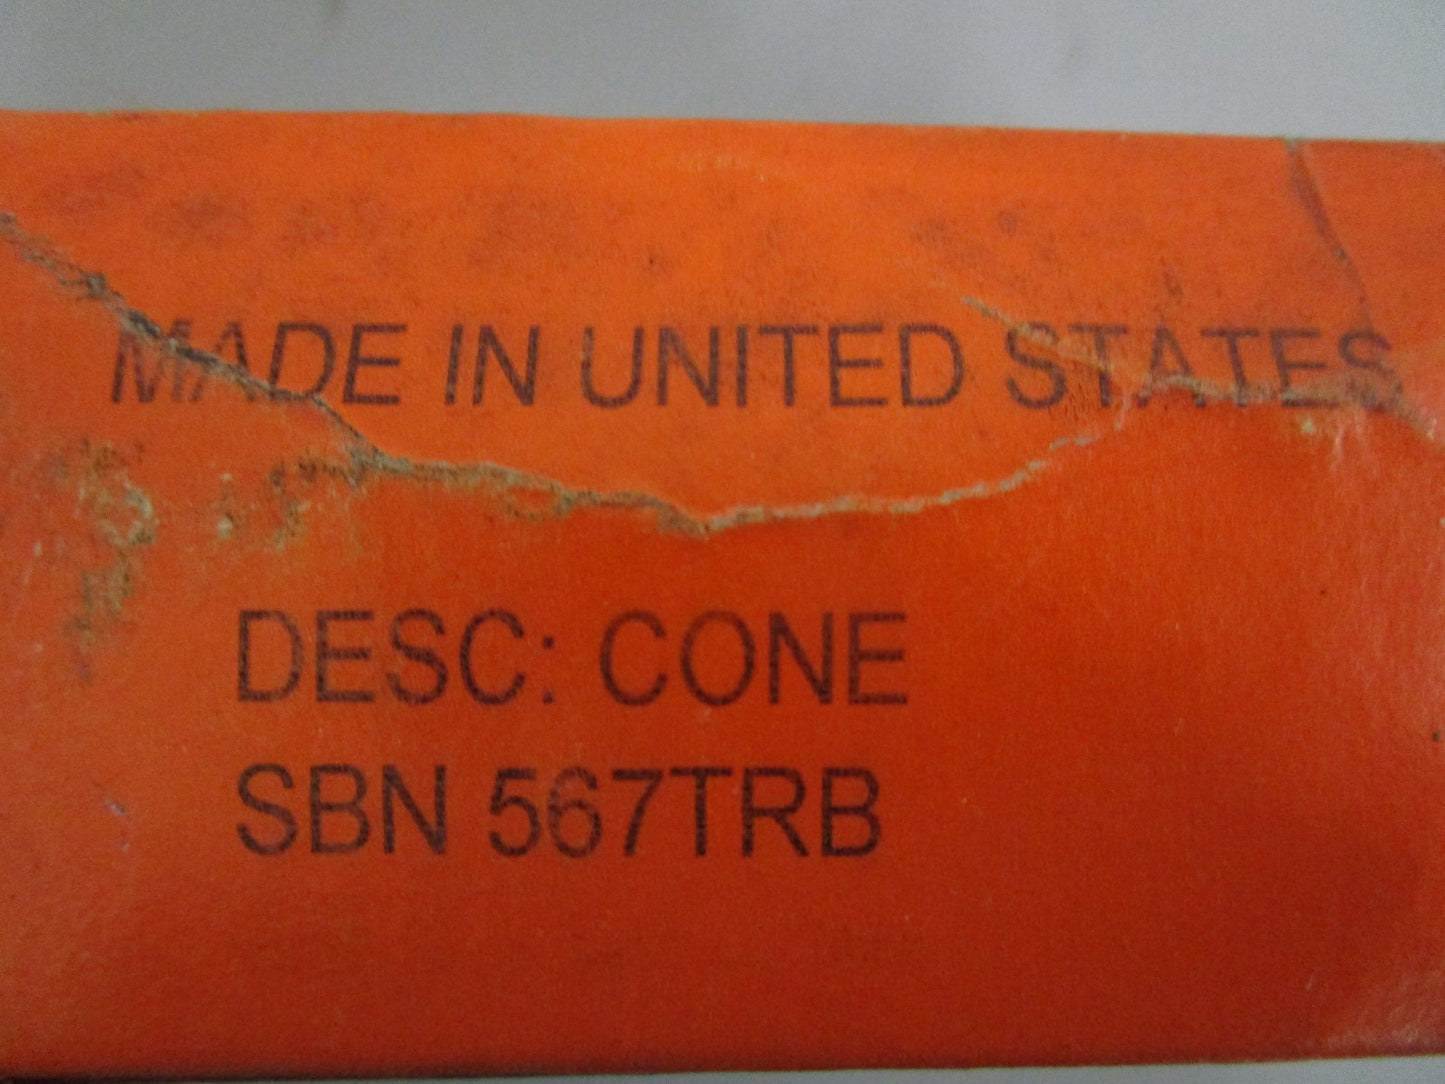 MADE IN UNITED STATES
DESC: CONE
SBN 567TRB